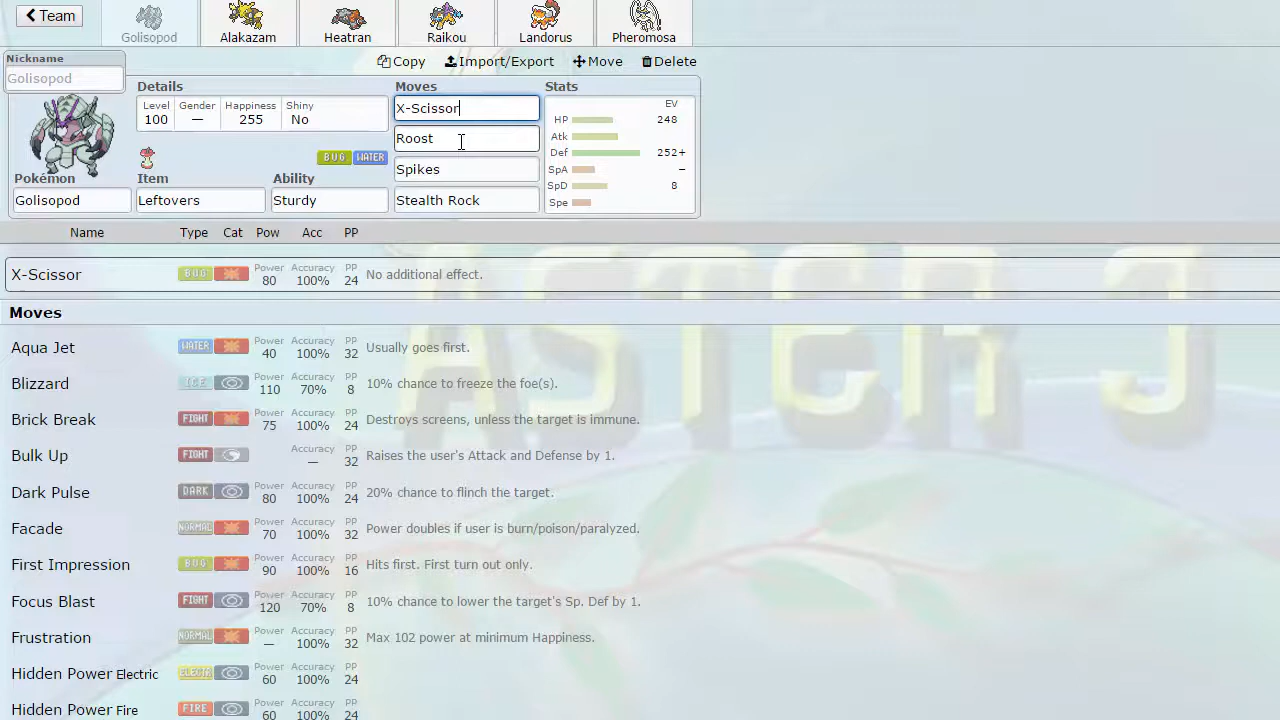 Team
Golisopod Alakazam Heatran Raikou Landorus Pheromosa
Nickname
Golisopod
Copy Import/Export Move Delete
Details
Level Gender Happiness Shiny
100 — 255 No
BUG WATER
Pokémon Item Ability
Golisopod Leftovers Sturdy
Moves
X-Scissor
Roost
Spikes
Stealth Rock
Stats
EV
HP 248
Atk
Def 252+
SpA −
SpD 8
Spe
Name Type Cat Pow Acc PP
X-Scissor BUG Power 80 Accuracy 100% PP 24 No additional effect.
Moves
Aqua Jet WATER Power 40 Accuracy 100% PP 32 Usually goes first.
Blizzard ICE Power 110 Accuracy 70% PP 8 10% chance to freeze the foe(s).
Brick Break FIGHT Power 75 Accuracy 100% PP 24 Destroys screens, unless the target is immune.
Bulk Up FIGHT Accuracy — PP 32 Raises the user's Attack and Defense by 1.
Dark Pulse DARK Power 80 Accuracy 100% PP 24 20% chance to flinch the target.
Facade NORMAL Power 70 Accuracy 100% PP 32 Power doubles if user is burn/poison/paralyzed.
First Impression BUG Power 90 Accuracy 100% PP 16 Hits first. First turn out only.
Focus Blast FIGHT Power 120 Accuracy 70% PP 8 10% chance to lower the target's Sp. Def by 1.
Frustration NORMAL Power — Accuracy 100% PP 32 Max 102 power at minimum Happiness.
Hidden Power Electric ELECTR Power 60 Accuracy 100% PP 24
Hidden Power Fire FIRE Power 60 Accuracy 100% PP 24
ASTER J